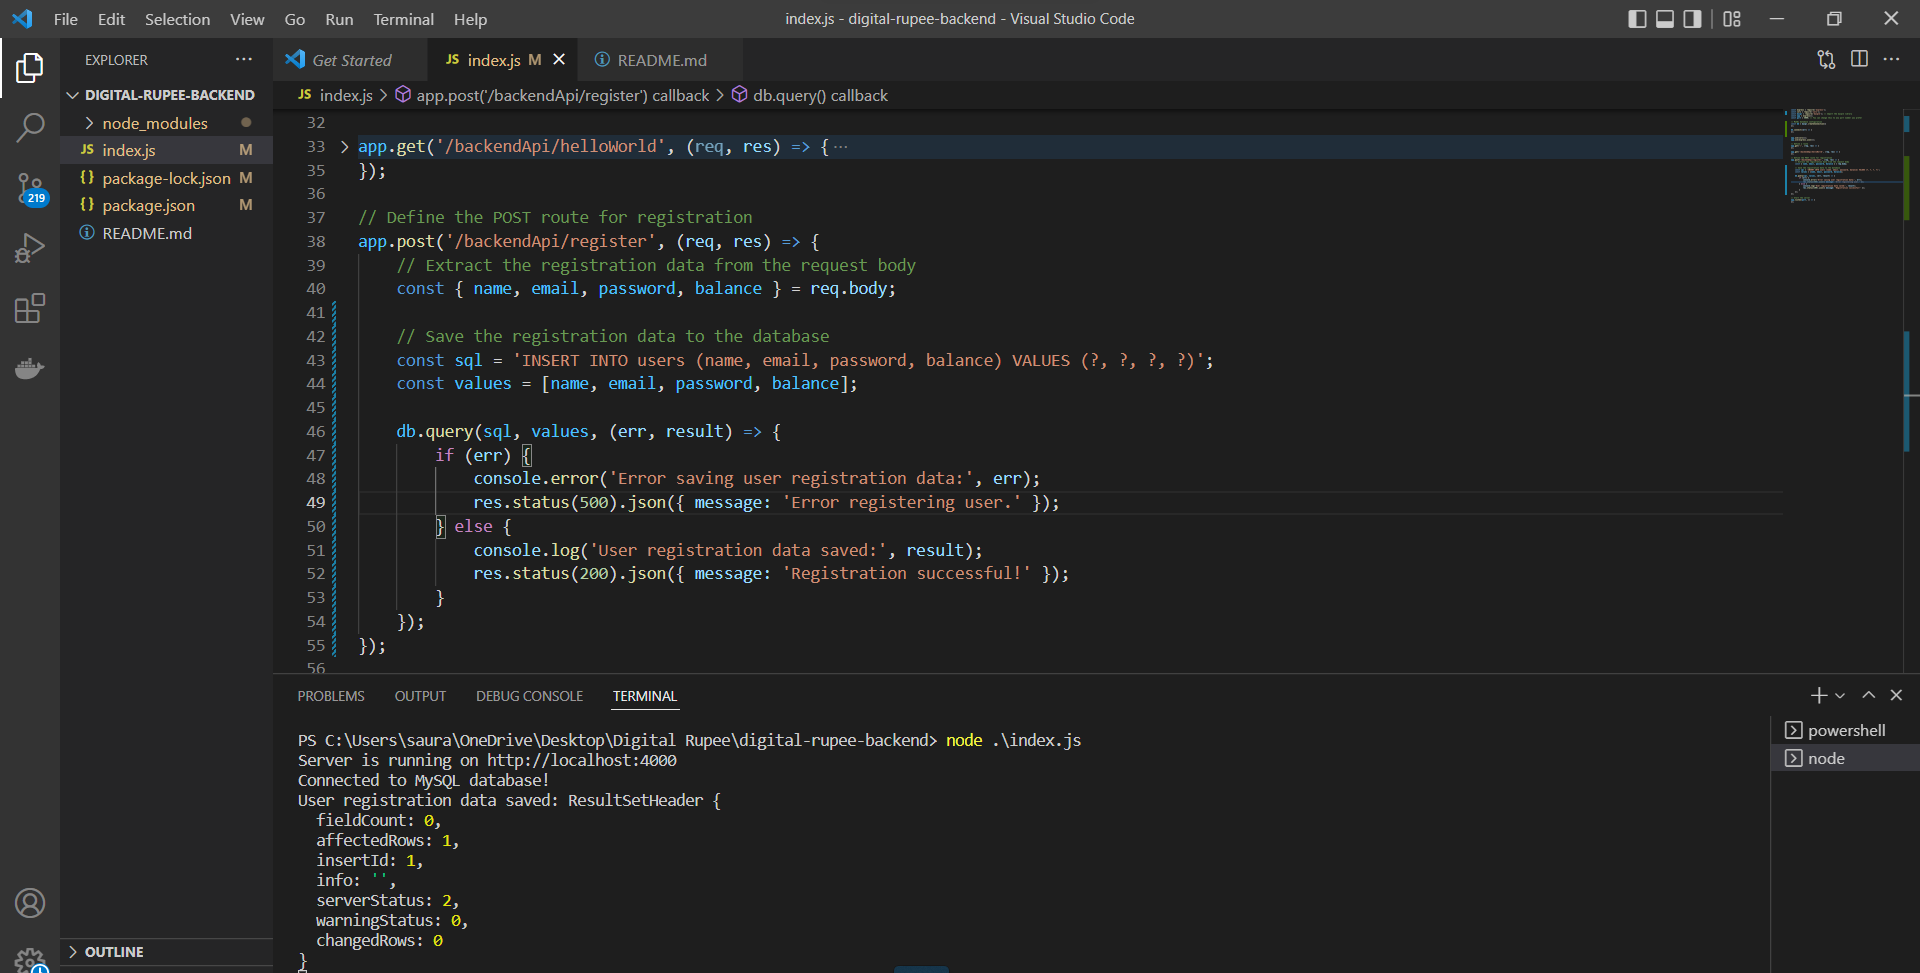 File Edit Selection View Go Run Terminal Help
index.js - digital-rupee-backend - Visual Studio Code
EXPLORER
DIGITAL-RUPEE-BACKEND
node_modules
JS index.js M
{} package-lock.json M
{} package.json M
README.md
219
OUTLINE
Get Started
JS index.js M
README.md
JS index.js > app.post('/backendApi/register') callback > db.query() callback
32
33 app.get('/backendApi/helloWorld', (req, res) => {···
35 });
36
37 // Define the POST route for registration
38 app.post('/backendApi/register', (req, res) => {
39 // Extract the registration data from the request body
40 const { name, email, password, balance } = req.body;
41
42 // Save the registration data to the database
43 const sql = 'INSERT INTO users (name, email, password, balance) VALUES (?, ?, ?, ?)';
44 const values = [name, email, password, balance];
45
46 db.query(sql, values, (err, result) => {
47 if (err) {
48 console.error('Error saving user registration data:', err);
49 res.status(500).json({ message: 'Error registering user.' });
50 } else {
51 console.log('User registration data saved:', result);
52 res.status(200).json({ message: 'Registration successful!' });
53 }
54 });
55 });
56
PROBLEMS OUTPUT DEBUG CONSOLE TERMINAL
PS C:\Users\saura\OneDrive\Desktop\Digital Rupee\digital-rupee-backend> node .\index.js
Server is running on http://localhost:4000
Connected to MySQL database!
User registration data saved: ResultSetHeader {
fieldCount: 0,
affectedRows: 1,
insertId: 1,
info: '',
serverStatus: 2,
warningStatus: 0,
changedRows: 0
}
powershell
node